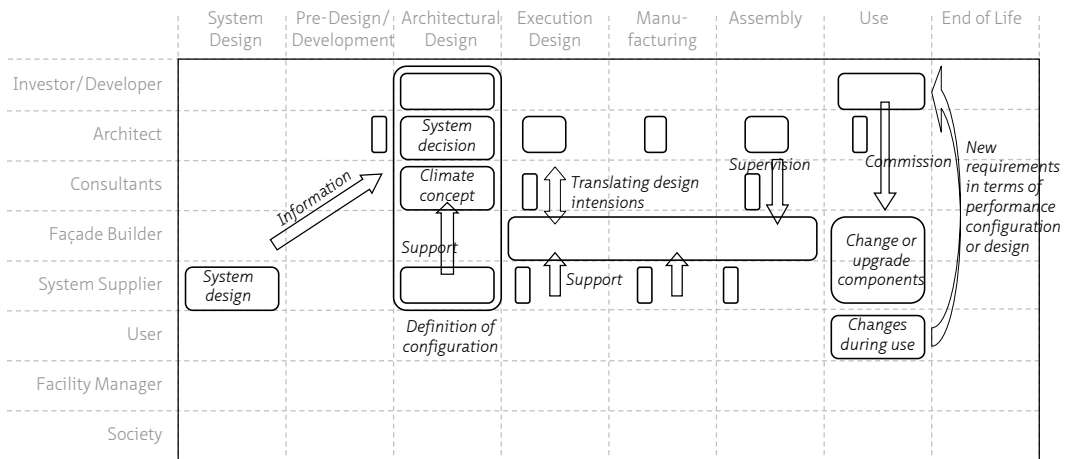 System
Design
Pre-Design/
Development
Architectural
Design
Execution
Design
Manu-
facturing
Assembly
Use
End of Life
Investor/Developer
Architect
System
decision
Supervision
Commission
New
requirements
in terms of
performance
configuration
or design
Consultants
Information
Climate
concept
Translating design
intensions
Façade Builder
Support
Change or
upgrade
components
System Supplier
System
design
Support
User
Definition of
configuration
Changes
during use
Facility Manager
Society